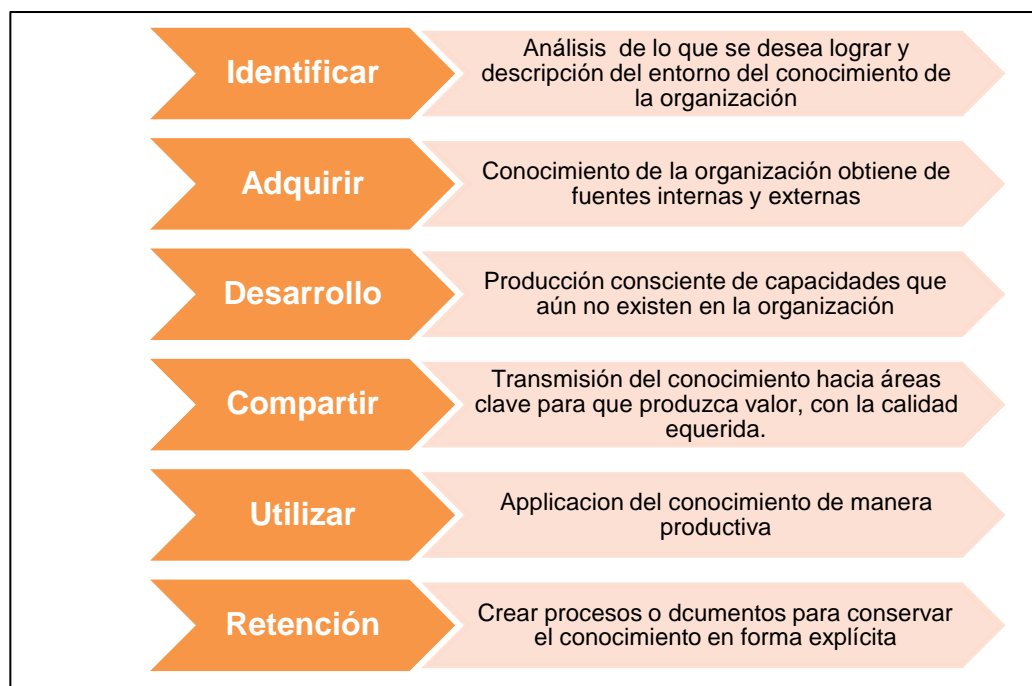 Identificar
Análisis de lo que se desea lograr y
descripción del entorno del conocimiento de
la organización
Adquirir
Conocimiento de la organización obtiene de
fuentes internas y externas
Desarrollo
Producción consciente de capacidades que
aún no existen en la organización
Compartir
Transmisión del conocimiento hacia áreas
clave para que produzca valor, con la calidad
equerida.
Utilizar
Applicacion del conocimiento de manera
productiva
Retención
Crear procesos o dcumentos para conservar
el conocimiento en forma explícita